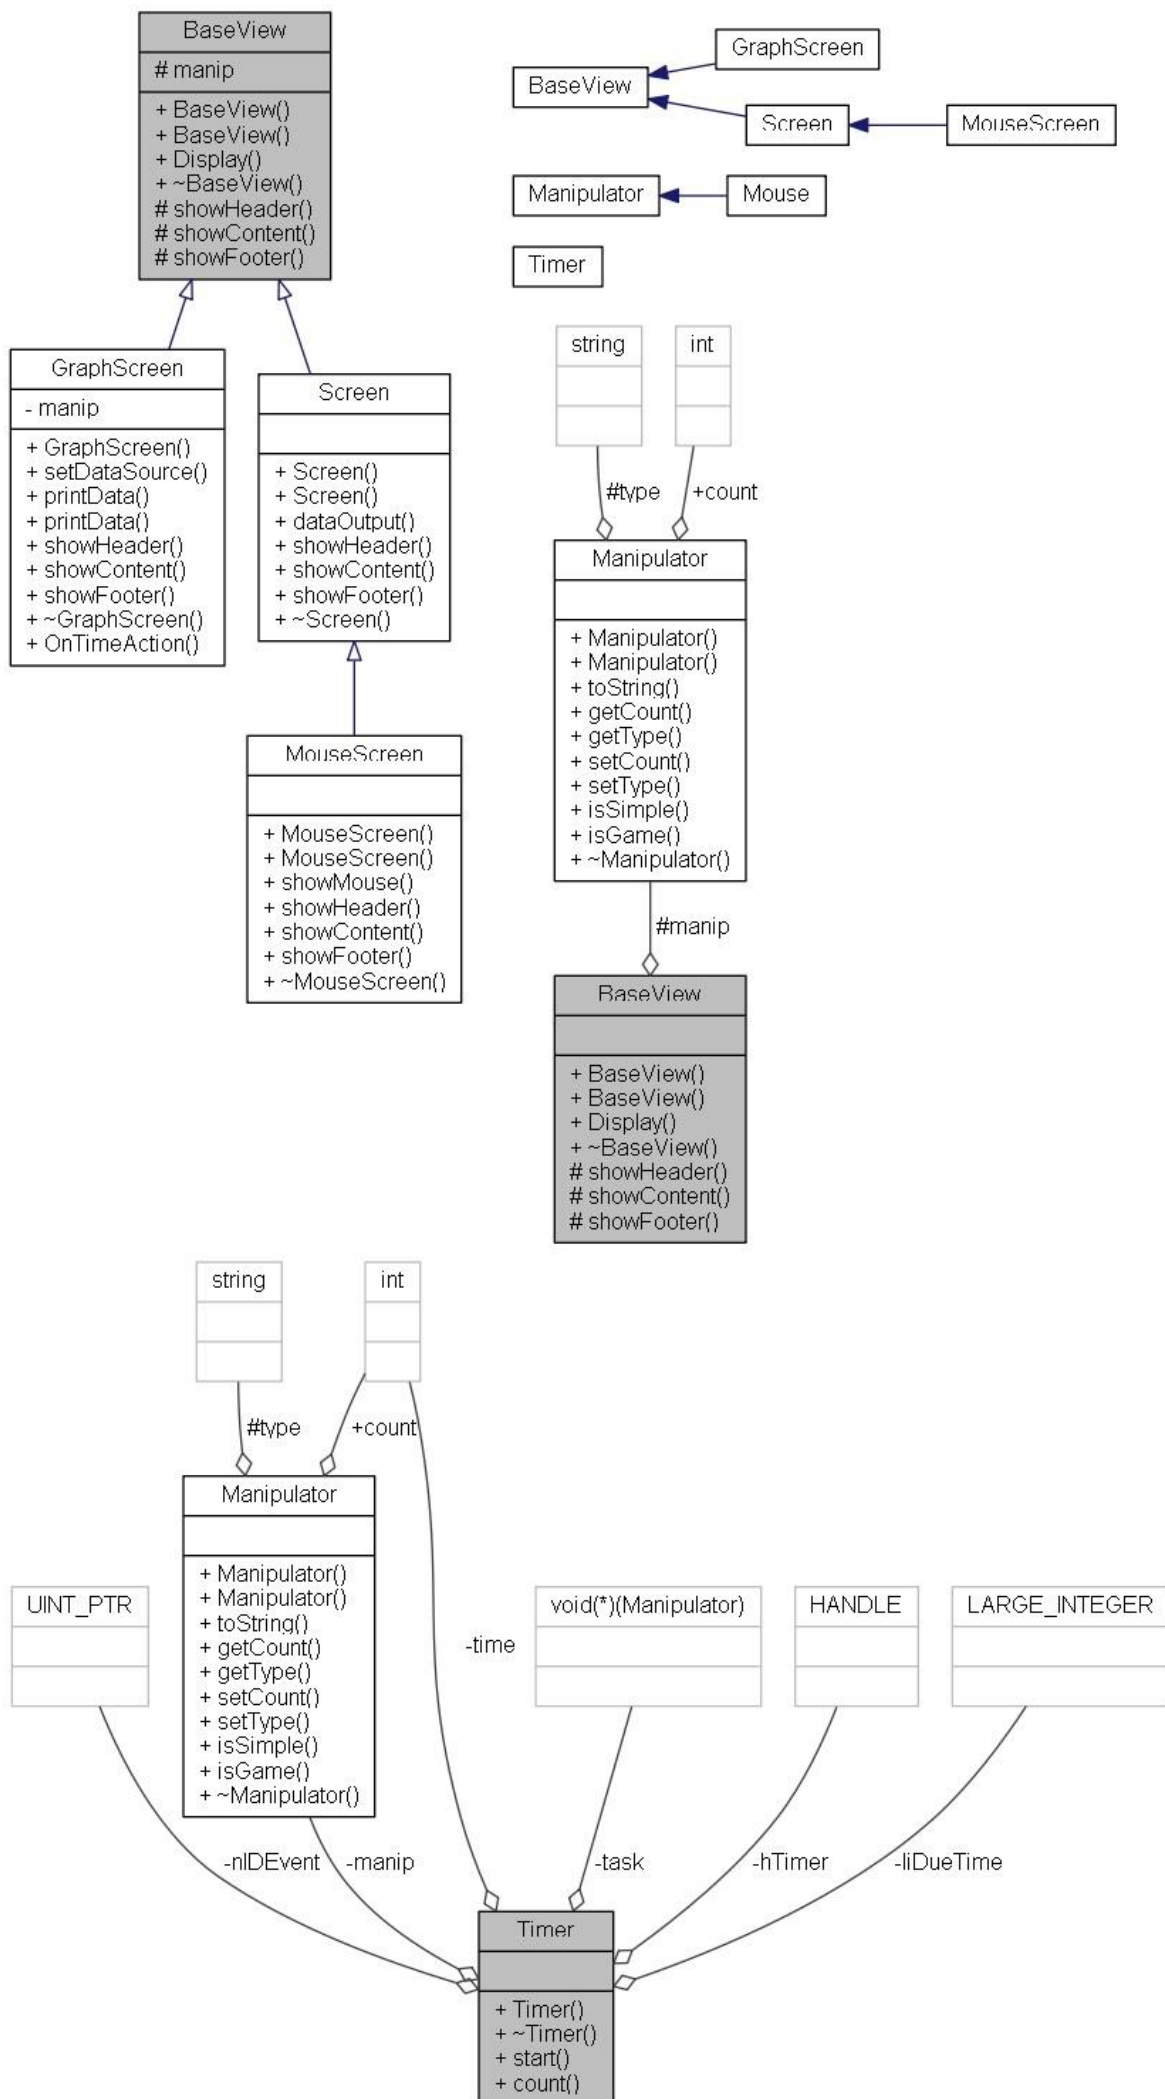 BaseView
# manip
+ BaseView()
+ BaseView()
+ Display()
+ ~BaseView()
# showHeader()
# showContent()
# showFooter()
GraphScreen
- manip
+ GraphScreen()
+ setDataSource()
+ printData()
+ printData()
+ showHeader()
+ showContent()
+ showFooter()
+ ~GraphScreen()
+ OnTimeAction()
Screen
+ Screen()
+ Screen()
+ dataOutput()
+ showHeader()
+ showContent()
+ showFooter()
+ ~Screen()
MouseScreen
+ MouseScreen()
+ MouseScreen()
+ showMouse()
+ showHeader()
+ showContent()
+ showFooter()
+ ~MouseScreen()
GraphScreen
BaseView
Screen
MouseScreen
Manipulator
Mouse
Timer
string
int
#type
+count
Manipulator
+ Manipulator()
+ Manipulator()
+ toString()
+ getCount()
+ getType()
+ setCount()
+ setType()
+ isSimple()
+ isGame()
+ ~Manipulator()
#manip
BaseView
+ BaseView()
+ BaseView()
+ Display()
+ ~BaseView()
# showHeader()
# showContent()
# showFooter()
string
int
#type
+count
Manipulator
+ Manipulator()
+ Manipulator()
+ toString()
+ getCount()
+ getType()
+ setCount()
+ setType()
+ isSimple()
+ isGame()
+ ~Manipulator()
UINT_PTR
void(*)(Manipulator)
HANDLE
LARGE_INTEGER
-time
-nIDEvent
-manip
-task
-hTimer
-liDueTime
Timer
+ Timer()
+ ~Timer()
+ start()
+ count()